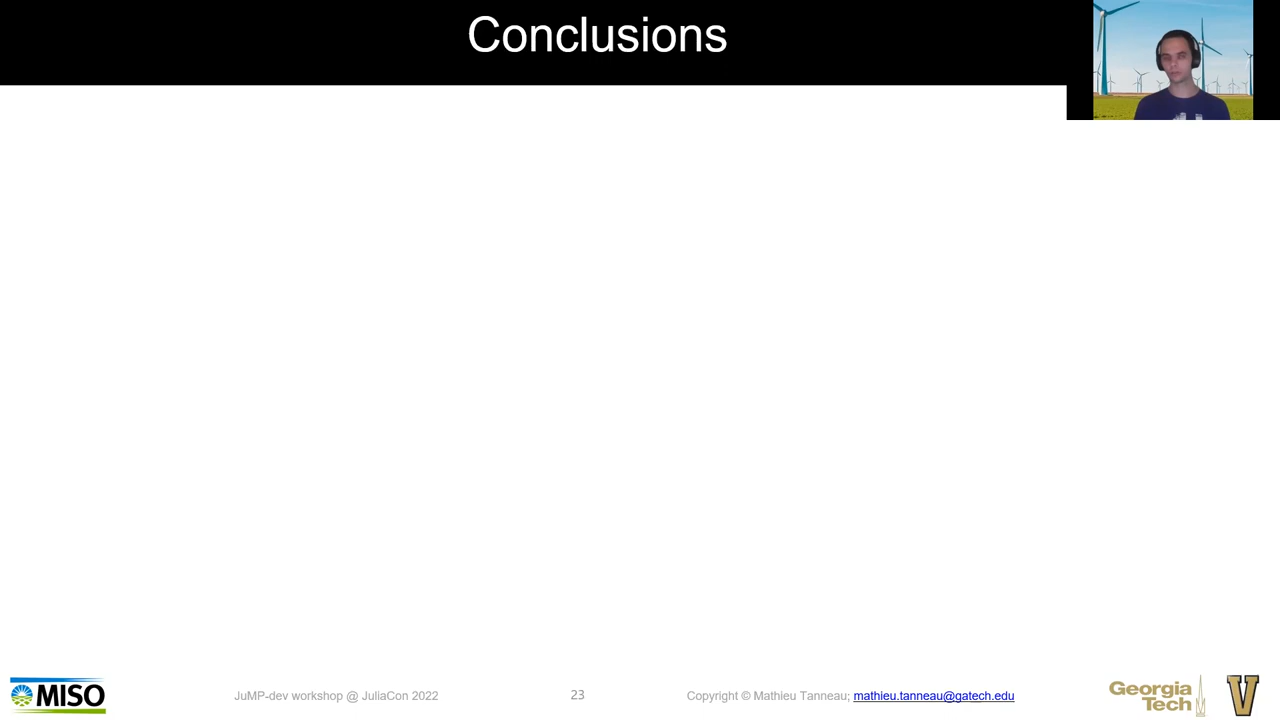 Conclusions
MISO
JuMP-dev workshop @ JuliaCon 2022
23
Copyright © Mathieu Tanneau; mathieu.tanneau@gatech.edu
Georgia
Tech
V